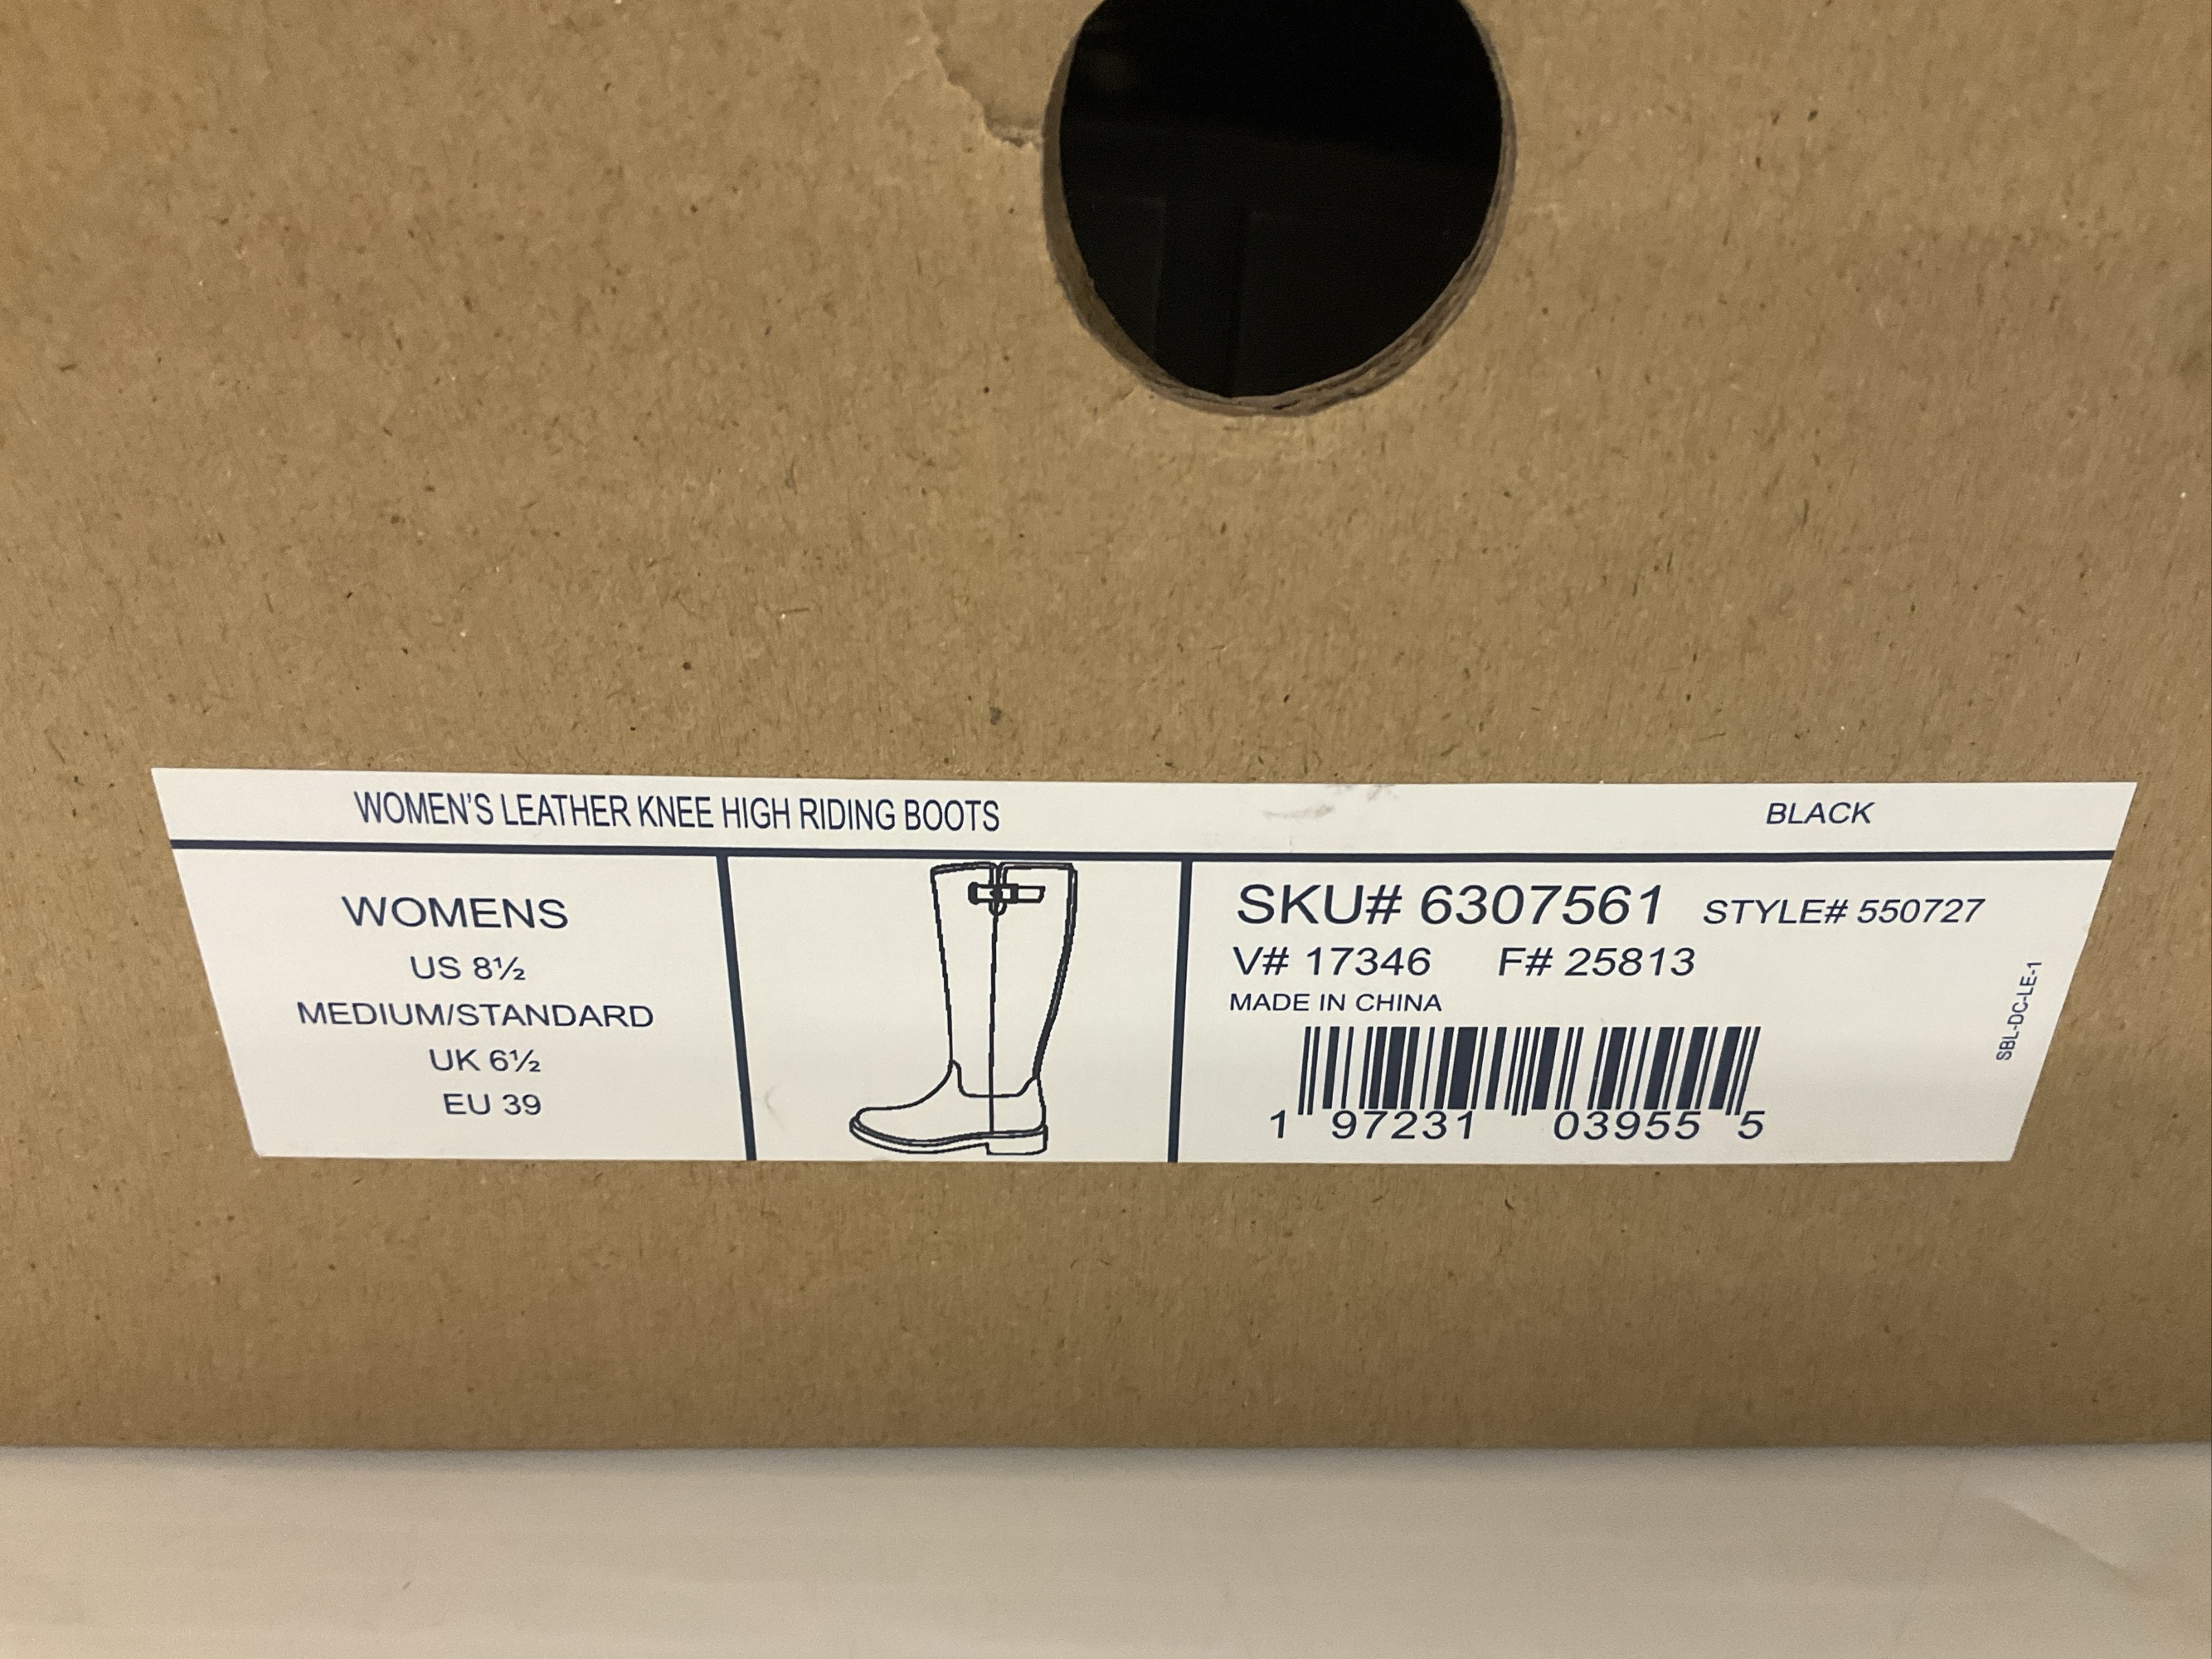 WOMEN'S LEATHER KNEE HIGH RIDING BOOTS BLACK
WOMENS
US 8½
MEDIUM/STANDARD
UK 6½
EU 39
SKU# 6307561 STYLE# 550727
V# 17346 F# 25813
MADE IN CHINA
1 97231 03955 5
SBL-DC-LE-1